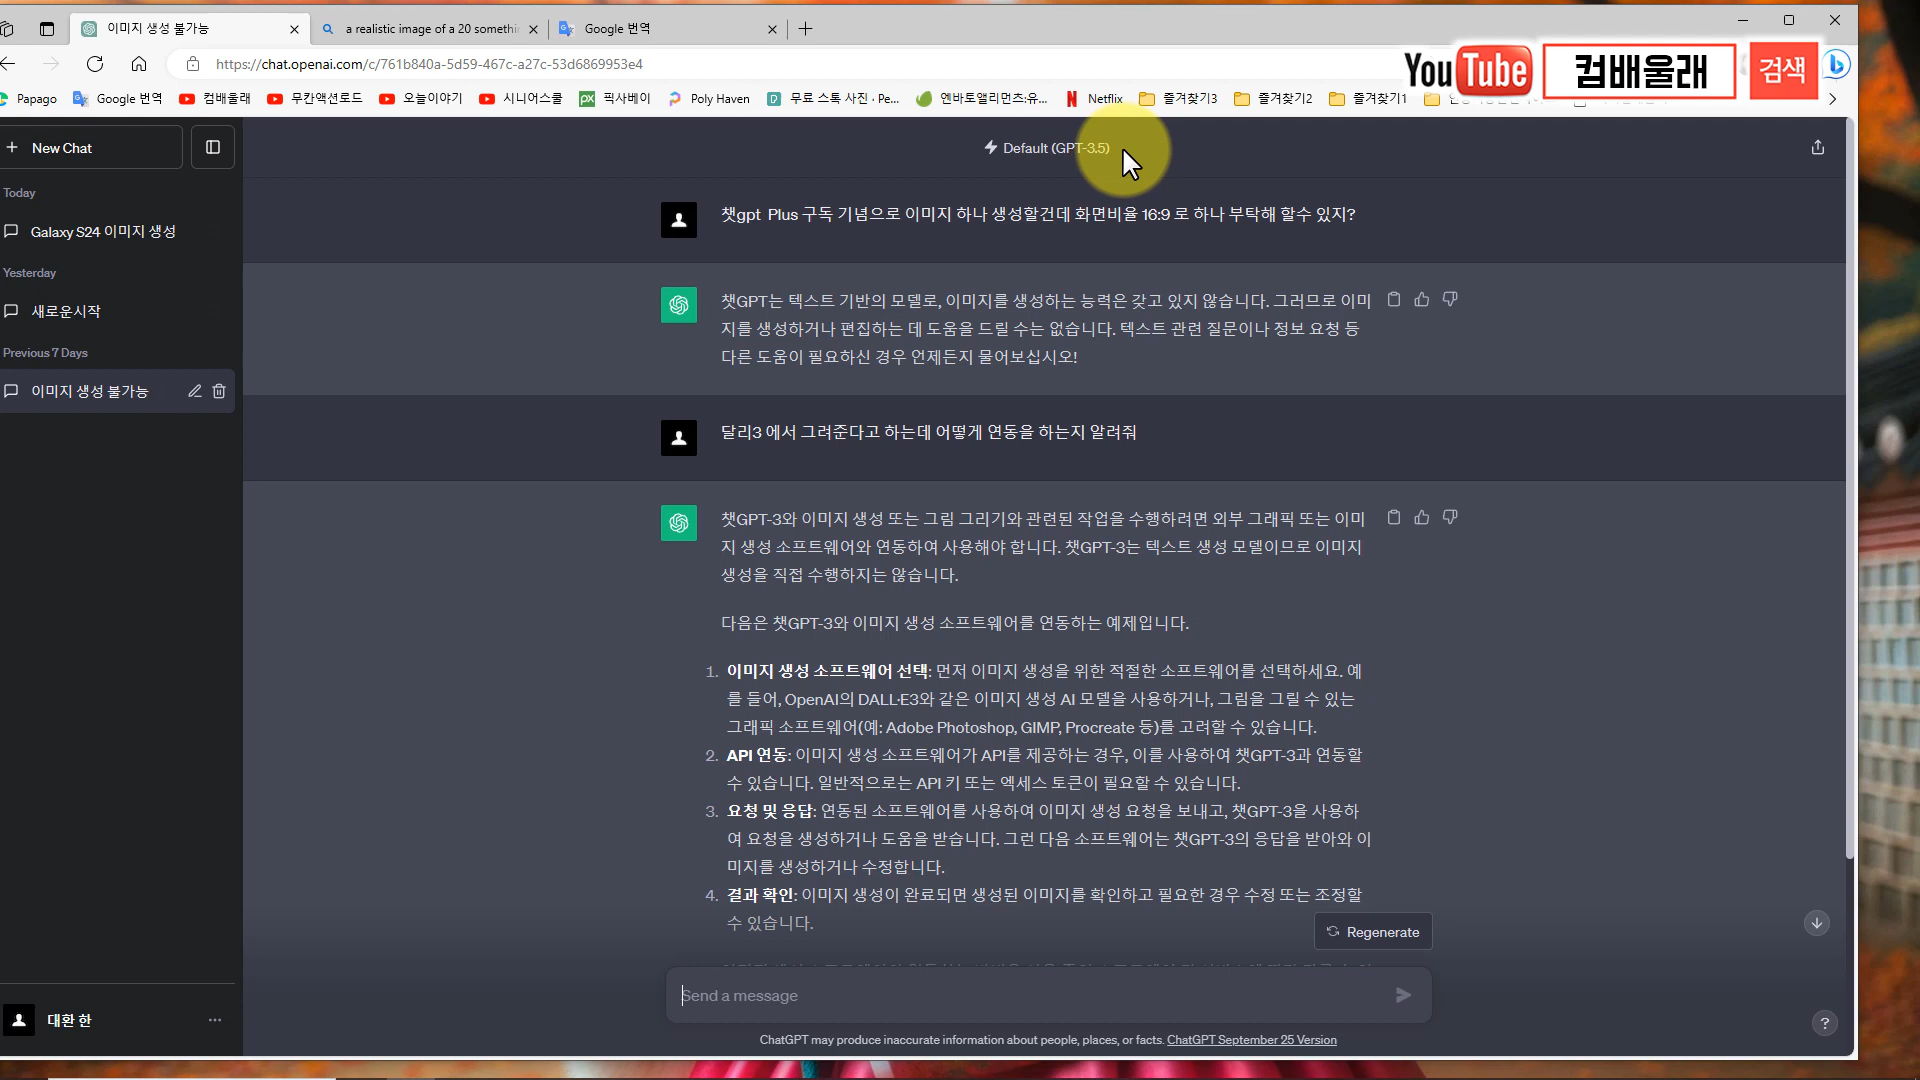 이미지 생성 불가능
a realistic image of a 20 somethi
Google 번역
https://chat.openai.com/c/761b840a-5d59-467c-a27c-53d6869953e4
YouTube 컴배울래 검색
Papago
Google 번역
컴배울래
무칸액션로드
오늘이야기
시니어스쿨
픽사베이
Poly Haven
무료 스톡 사진 · Pe...
엔바토앨리먼츠;유...
Netflix
즐겨찾기3
즐겨찾기2
즐겨찾기1
New Chat
Default (GPT-3.5)
Today
Galaxy S24 이미지 생성
Yesterday
새로운시작
Previous 7 Days
이미지 생성 불가능
챗gpt Plus 구독 기념으로 이미지 하나 생성할건데 화면비율 16:9 로 하나 부탁해 할수 있지?
챗GPT는 텍스트 기반의 모델로, 이미지를 생성하는 능력은 갖고 있지 않습니다. 그러므로 이미
지를 생성하거나 편집하는 데 도움을 드릴 수는 없습니다. 텍스트 관련 질문이나 정보 요청 등
다른 도움이 필요하신 경우 언제든지 물어보십시오!
달리3 에서 그려준다고 하는데 어떻게 연동을 하는지 알려줘
챗GPT-3와 이미지 생성 또는 그림 그리기와 관련된 작업을 수행하려면 외부 그래픽 또는 이미
지 생성 소프트웨어와 연동하여 사용해야 합니다. 챗GPT-3는 텍스트 생성 모델이므로 이미지
생성을 직접 수행하지는 않습니다.
다음은 챗GPT-3와 이미지 생성 소프트웨어를 연동하는 예제입니다.
1. 이미지 생성 소프트웨어 선택: 먼저 이미지 생성을 위한 적절한 소프트웨어를 선택하세요. 예
를 들어, OpenAI의 DALL·E3와 같은 이미지 생성 AI 모델을 사용하거나, 그림을 그릴 수 있는
그래픽 소프트웨어(예: Adobe Photoshop, GIMP, Procreate 등)를 고려할 수 있습니다.
2. API 연동: 이미지 생성 소프트웨어가 API를 제공하는 경우, 이를 사용하여 챗GPT-3과 연동할
수 있습니다. 일반적으로는 API 키 또는 엑세스 토큰이 필요할 수 있습니다.
3. 요청 및 응답: 연동된 소프트웨어를 사용하여 이미지 생성 요청을 보내고, 챗GPT-3을 사용하
여 요청을 생성하거나 도움을 받습니다. 그런 다음 소프트웨어는 챗GPT-3의 응답을 받아와 이
미지를 생성하거나 수정합니다.
4. 결과 확인: 이미지 생성이 완료되면 생성된 이미지를 확인하고 필요한 경우 수정 또는 조정할
수 있습니다.
Regenerate
Send a message
대환 한
ChatGPT may produce inaccurate information about people, places, or facts. ChatGPT September 25 Version
?